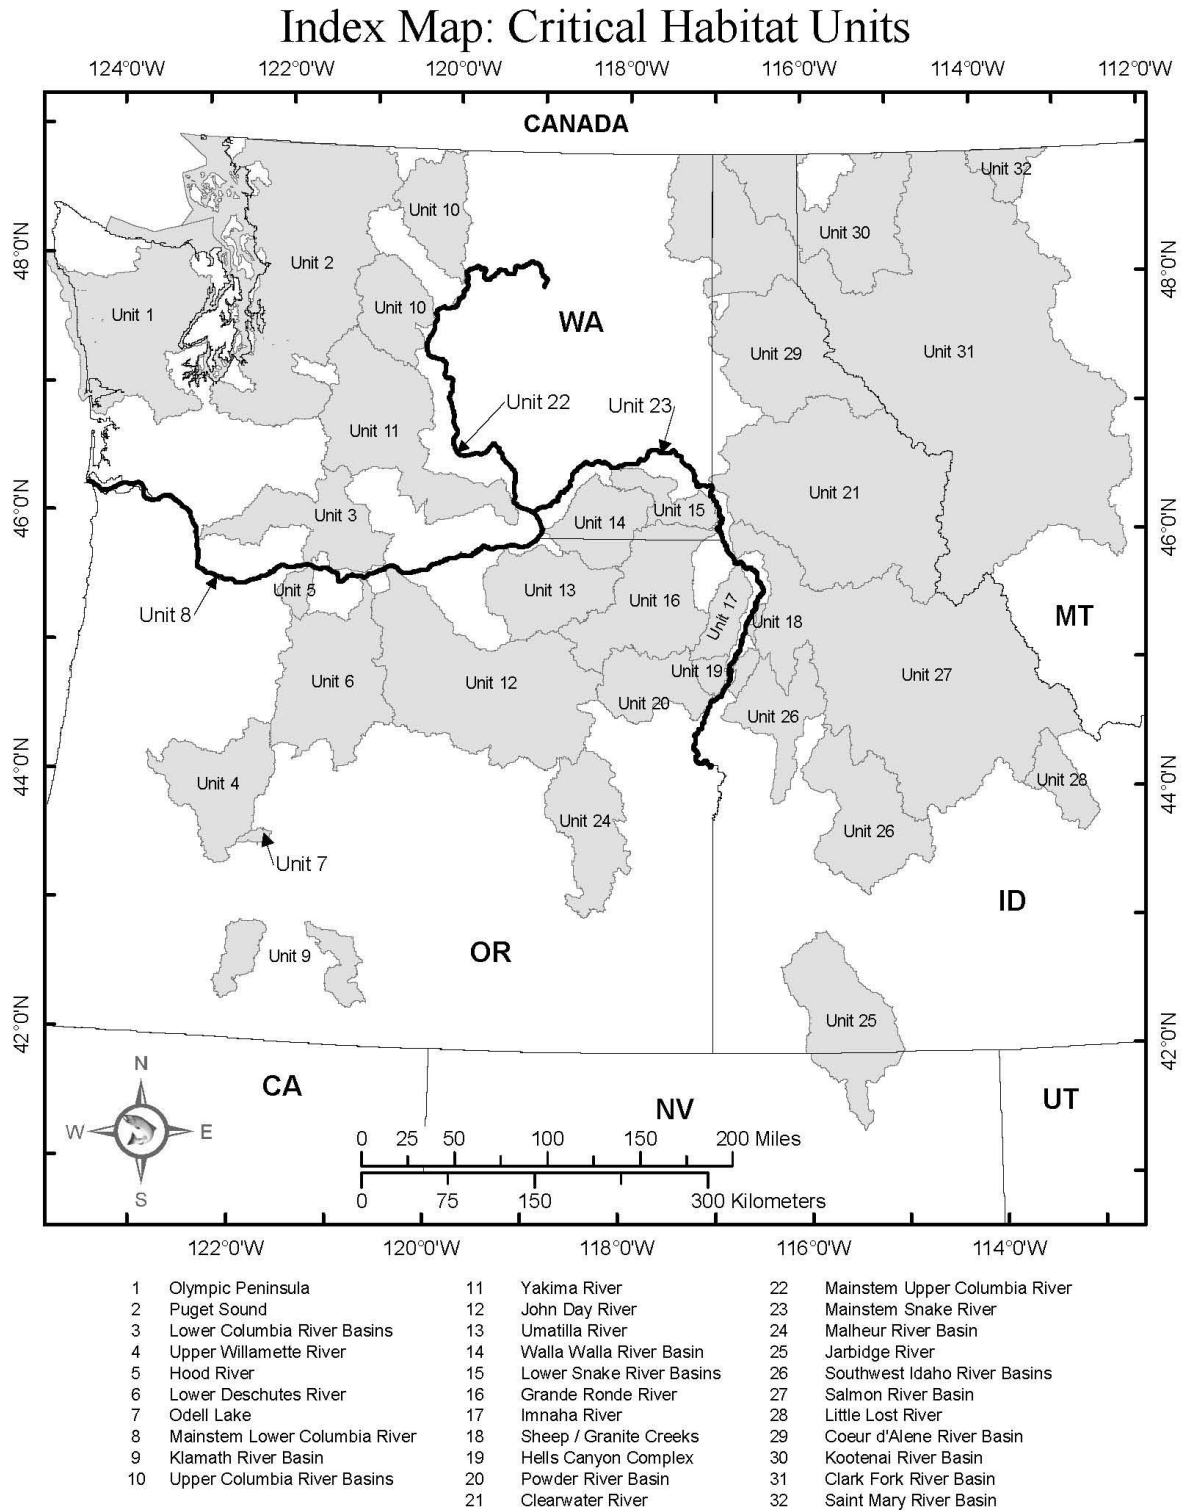 Index Map: Critical Habitat Units
124°0'W 122°0'W 120°0'W 118°0'W 116°0'W 114°0'W 112°0'W
CANADA
Unit 32
Unit 10
Unit 30
48°0'N
48°0'N
Unit 2
Unit 10
Unit 1
WA
Unit 29
Unit 31
Unit 22
Unit 23
Unit 11
Unit 21
46°0'N
46°0'N
Unit 3
Unit 14
Unit 15
Unit 5
Unit 13
Unit 16
Unit 17
Unit 8
Unit 18
MT
Unit 6
Unit 12
Unit 19
Unit 27
Unit 20
Unit 26
44°0'N
44°0'N
Unit 4
Unit 28
Unit 24
Unit 26
Unit 7
ID
OR
Unit 9
42°0'N
42°0'N
Unit 25
N
W E
S
CA
NV
UT
0 25 50 100 150 200 Miles
0 75 150 300 Kilometers
122°0'W 120°0'W 118°0'W 116°0'W 114°0'W
1 Olympic Peninsula
2 Puget Sound
3 Lower Columbia River Basins
4 Upper Willamette River
5 Hood River
6 Lower Deschutes River
7 Odell Lake
8 Mainstem Lower Columbia River
9 Klamath River Basin
10 Upper Columbia River Basins
11 Yakima River
12 John Day River
13 Umatilla River
14 Walla Walla River Basin
15 Lower Snake River Basins
16 Grande Ronde River
17 Imnaha River
18 Sheep / Granite Creeks
19 Hells Canyon Complex
20 Powder River Basin
21 Clearwater River
22 Mainstem Upper Columbia River
23 Mainstem Snake River
24 Malheur River Basin
25 Jarbidge River
26 Southwest Idaho River Basins
27 Salmon River Basin
28 Little Lost River
29 Coeur d'Alene River Basin
30 Kootenai River Basin
31 Clark Fork River Basin
32 Saint Mary River Basin